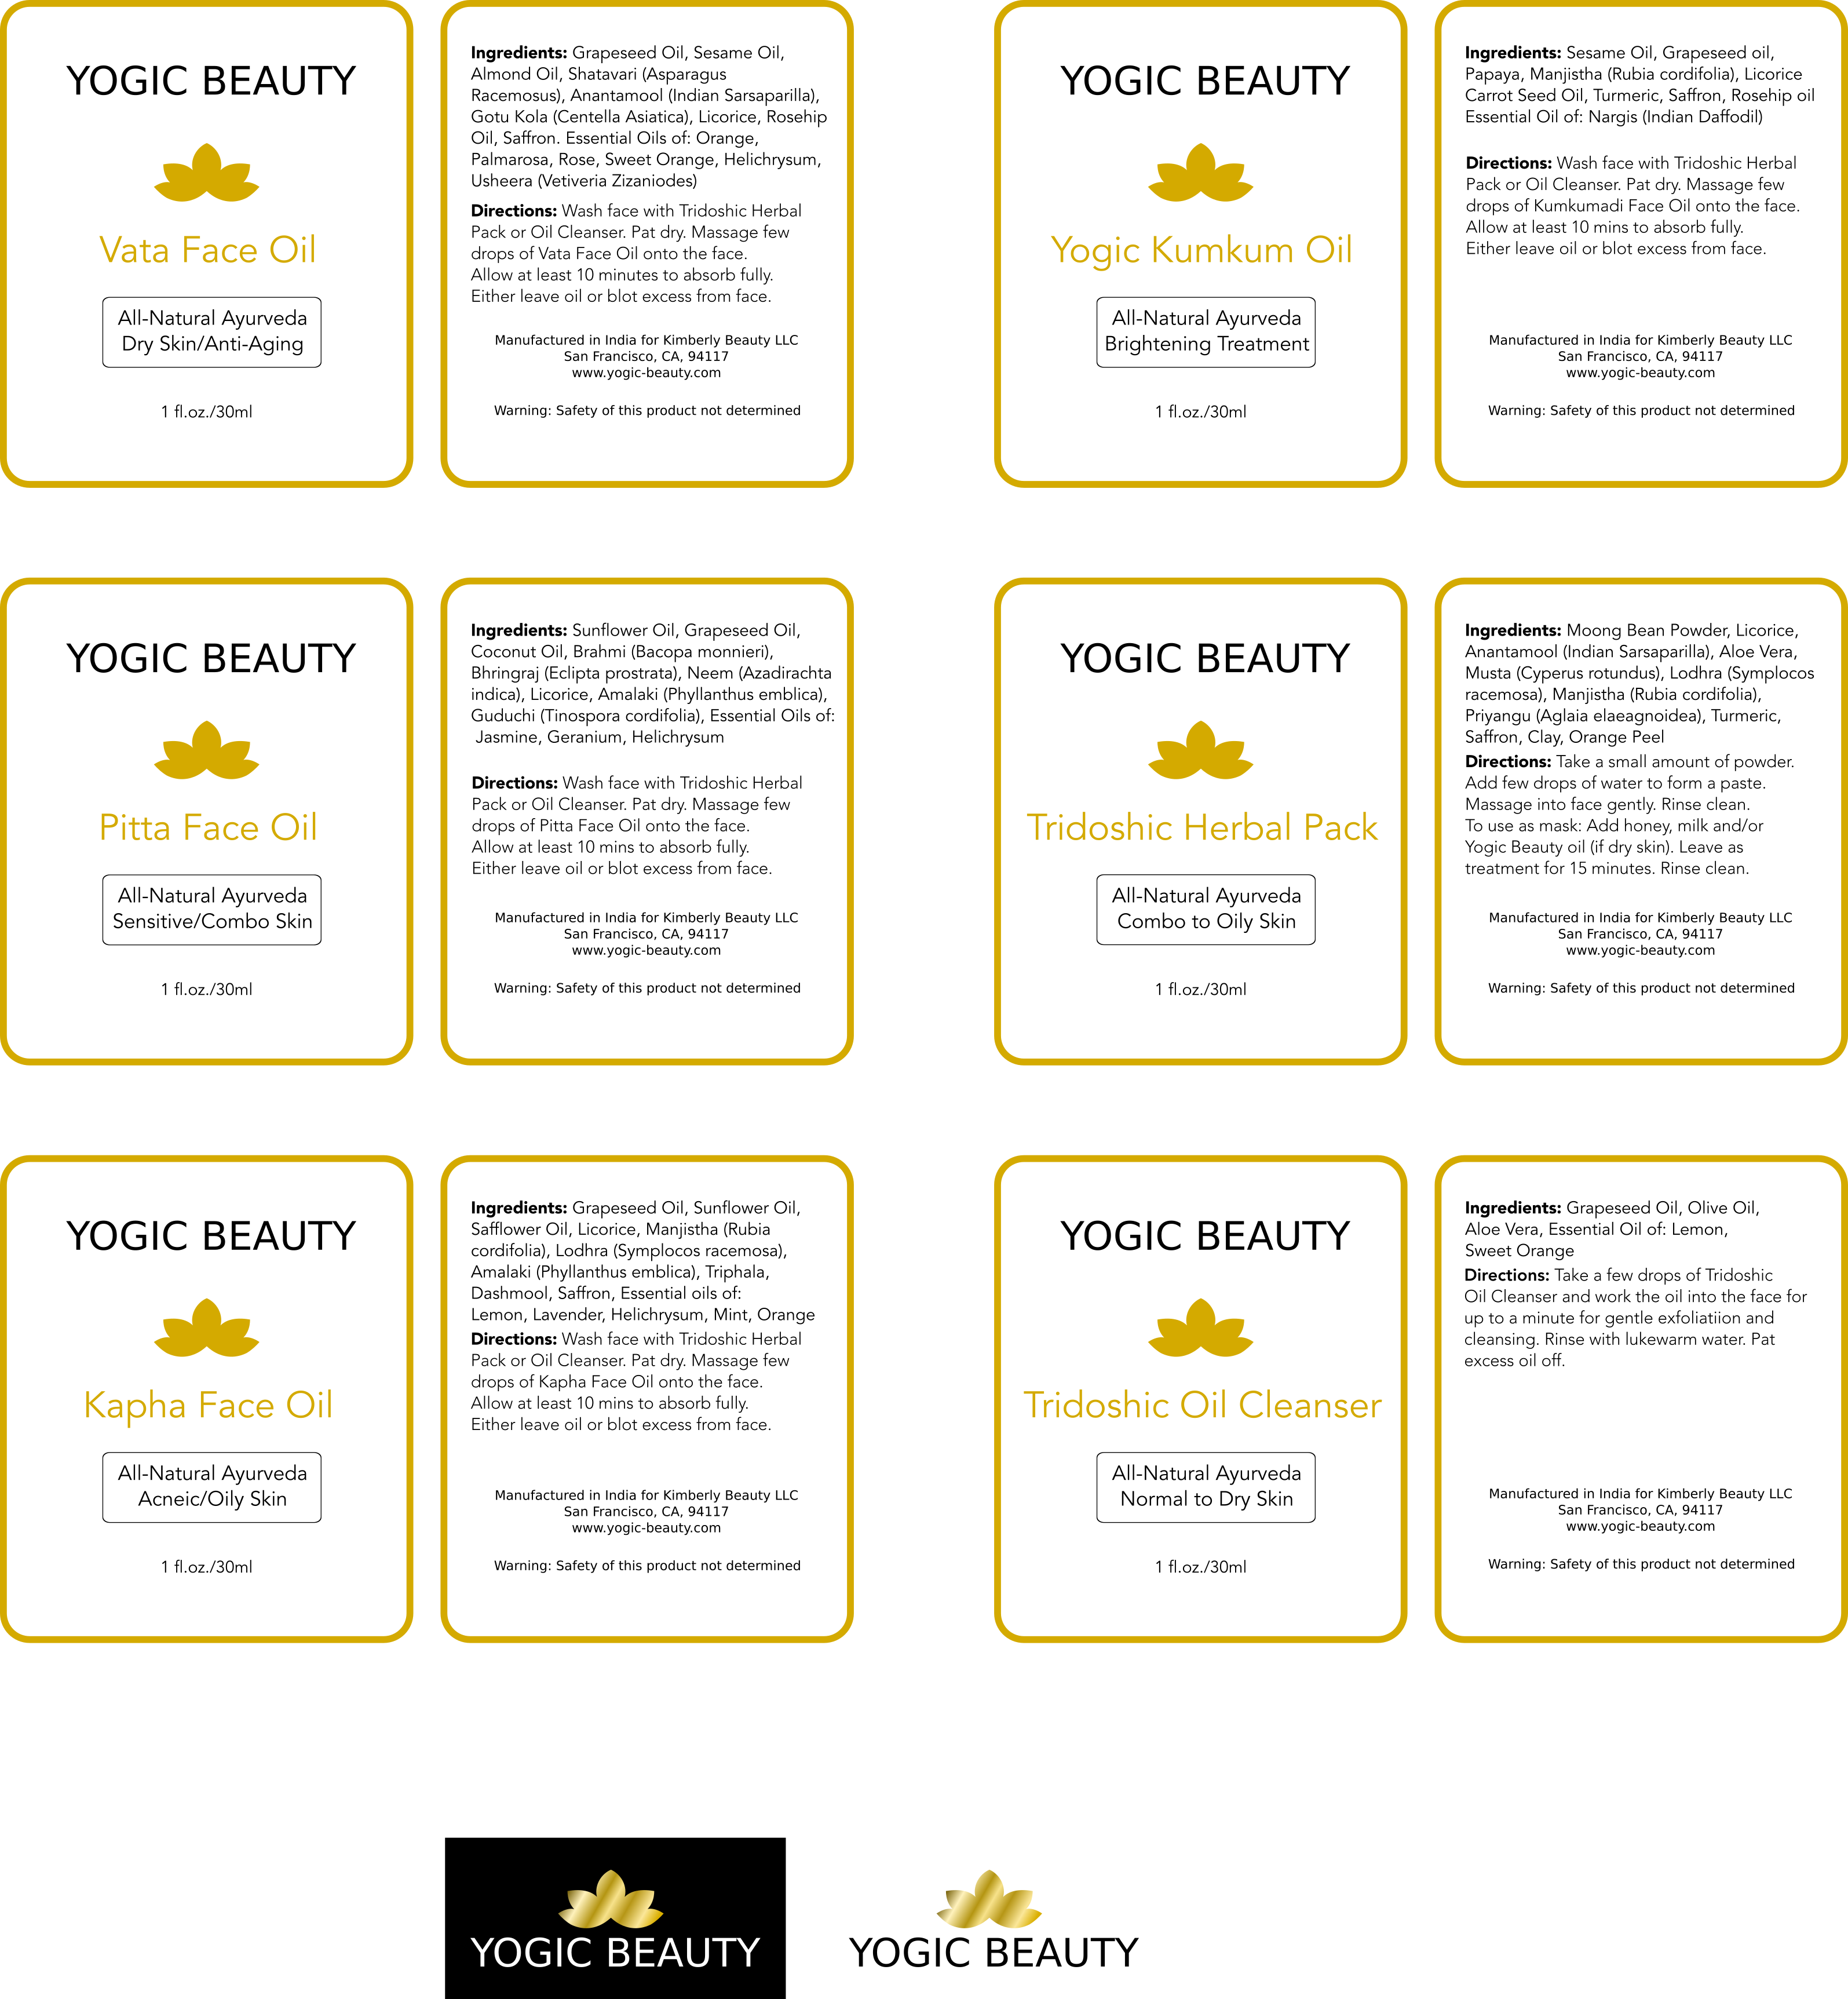 YOGIC BEAUTY
Vata Face Oil
All-Natural Ayurveda
Dry Skin/Anti-Aging
1 fl.oz./30ml
Ingredients: Grapeseed Oil, Sesame Oil,
Almond Oil, Shatavari (Asparagus
Racemosus), Anantamool (Indian Sarsaparilla),
Gotu Kola (Centella Asiatica), Licorice, Rosehip
Oil, Saffron. Essential Oils of: Orange,
Palmarosa, Rose, Sweet Orange, Helichrysum,
Usheera (Vetiveria Zizaniodes)
Directions: Wash face with Tridoshic Herbal
Pack or Oil Cleanser. Pat dry. Massage few
drops of Vata Face Oil onto the face.
Allow at least 10 minutes to absorb fully.
Either leave oil or blot excess from face.
Manufactured in India for Kimberly Beauty LLC
San Francisco, CA, 94117
www.yogic-beauty.com
Warning: Safety of this product not determined
YOGIC BEAUTY
Yogic Kumkum Oil
All-Natural Ayurveda
Brightening Treatment
1 fl.oz./30ml
Ingredients: Sesame Oil, Grapeseed oil,
Papaya, Manjistha (Rubia cordifolia), Licorice
Carrot Seed Oil, Turmeric, Saffron, Rosehip oil
Essential Oil of: Nargis (Indian Daffodil)
Directions: Wash face with Tridoshic Herbal
Pack or Oil Cleanser. Pat dry. Massage few
drops of Kumkumadi Face Oil onto the face.
Allow at least 10 mins to absorb fully.
Either leave oil or blot excess from face.
Manufactured in India for Kimberly Beauty LLC
San Francisco, CA, 94117
www.yogic-beauty.com
Warning: Safety of this product not determined
YOGIC BEAUTY
Pitta Face Oil
All-Natural Ayurveda
Sensitive/Combo Skin
1 fl.oz./30ml
Ingredients: Sunflower Oil, Grapeseed Oil,
Coconut Oil, Brahmi (Bacopa monnieri),
Bhringraj (Eclipta prostrata), Neem (Azadirachta
indica), Licorice, Amalaki (Phyllanthus emblica),
Guduchi (Tinospora cordifolia), Essential Oils of:
Jasmine, Geranium, Helichrysum
Directions: Wash face with Tridoshic Herbal
Pack or Oil Cleanser. Pat dry. Massage few
drops of Pitta Face Oil onto the face.
Allow at least 10 mins to absorb fully.
Either leave oil or blot excess from face.
Manufactured in India for Kimberly Beauty LLC
San Francisco, CA, 94117
www.yogic-beauty.com
Warning: Safety of this product not determined
YOGIC BEAUTY
Tridoshic Herbal Pack
All-Natural Ayurveda
Combo to Oily Skin
1 fl.oz./30ml
Ingredients: Moong Bean Powder, Licorice,
Anantamool (Indian Sarsaparilla), Aloe Vera,
Musta (Cyperus rotundus), Lodhra (Symplocos
racemosa), Manjistha (Rubia cordifolia),
Priyangu (Aglaia elaeagnoidea), Turmeric,
Saffron, Clay, Orange Peel
Directions: Take a small amount of powder.
Add few drops of water to form a paste.
Massage into face gently. Rinse clean.
To use as mask: Add honey, milk and/or
Yogic Beauty oil (if dry skin). Leave as
treatment for 15 minutes. Rinse clean.
Manufactured in India for Kimberly Beauty LLC
San Francisco, CA, 94117
www.yogic-beauty.com
Warning: Safety of this product not determined
YOGIC BEAUTY
Kapha Face Oil
All-Natural Ayurveda
Acneic/Oily Skin
1 fl.oz./30ml
Ingredients: Grapeseed Oil, Sunflower Oil,
Safflower Oil, Licorice, Manjistha (Rubia
cordifolia), Lodhra (Symplocos racemosa),
Amalaki (Phyllanthus emblica), Triphala,
Dashmool, Saffron, Essential oils of:
Lemon, Lavender, Helichrysum, Mint, Orange
Directions: Wash face with Tridoshic Herbal
Pack or Oil Cleanser. Pat dry. Massage few
drops of Kapha Face Oil onto the face.
Allow at least 10 mins to absorb fully.
Either leave oil or blot excess from face.
Manufactured in India for Kimberly Beauty LLC
San Francisco, CA, 94117
www.yogic-beauty.com
Warning: Safety of this product not determined
YOGIC BEAUTY
Tridoshic Oil Cleanser
All-Natural Ayurveda
Normal to Dry Skin
1 fl.oz./30ml
Ingredients: Grapeseed Oil, Olive Oil,
Aloe Vera, Essential Oil of: Lemon,
Sweet Orange
Directions: Take a few drops of Tridoshic
Oil Cleanser and work the oil into the face for
up to a minute for gentle exfoliatiion and
cleansing. Rinse with lukewarm water. Pat
excess oil off.
Manufactured in India for Kimberly Beauty LLC
San Francisco, CA, 94117
www.yogic-beauty.com
Warning: Safety of this product not determined
YOGIC BEAUTY
YOGIC BEAUTY